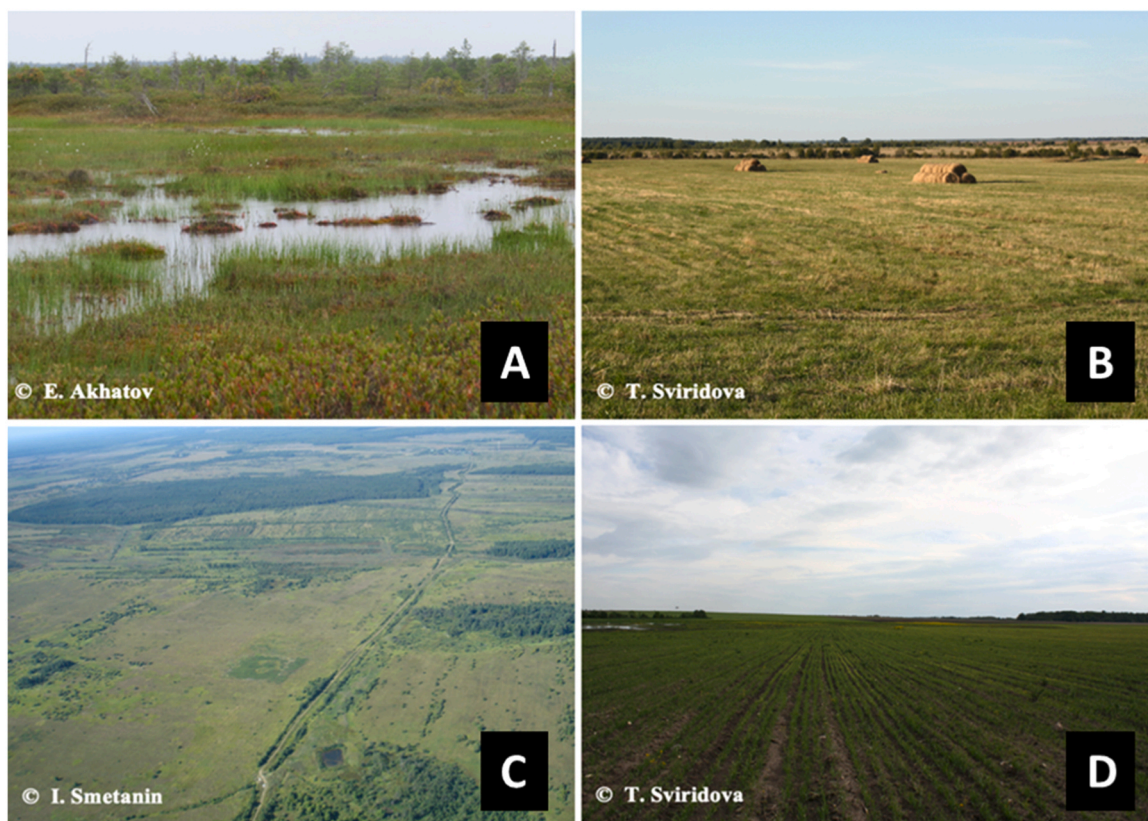 A
© E. Akhatov
B
© T. Sviridova
C
© I. Smetanin
D
© T. Sviridova